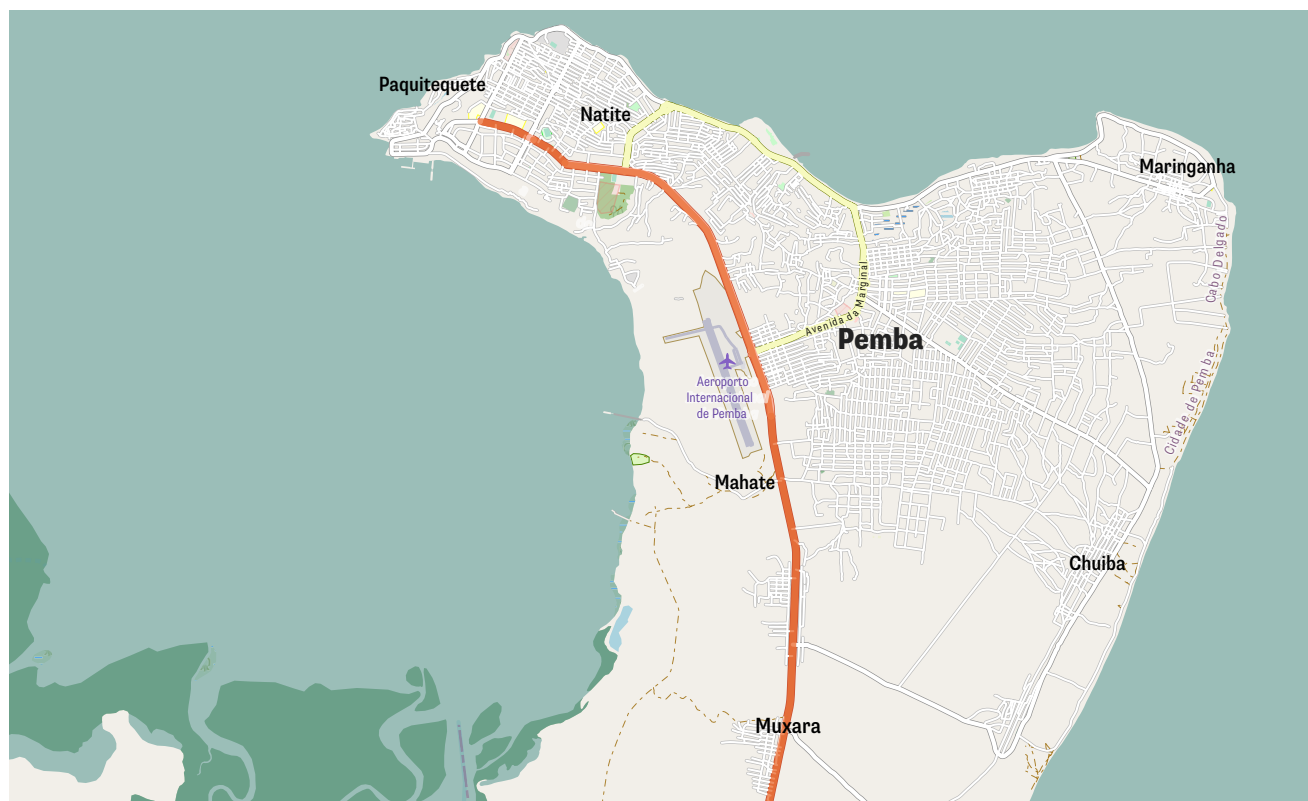 Paquitequete
Natite
Maringanha
Cabo Delgado
Avenida da Marginal
Pemba
Cidade de Pemba
Aeroporto
Internacional
de Pemba
Mahate
Chuiba
Muxara